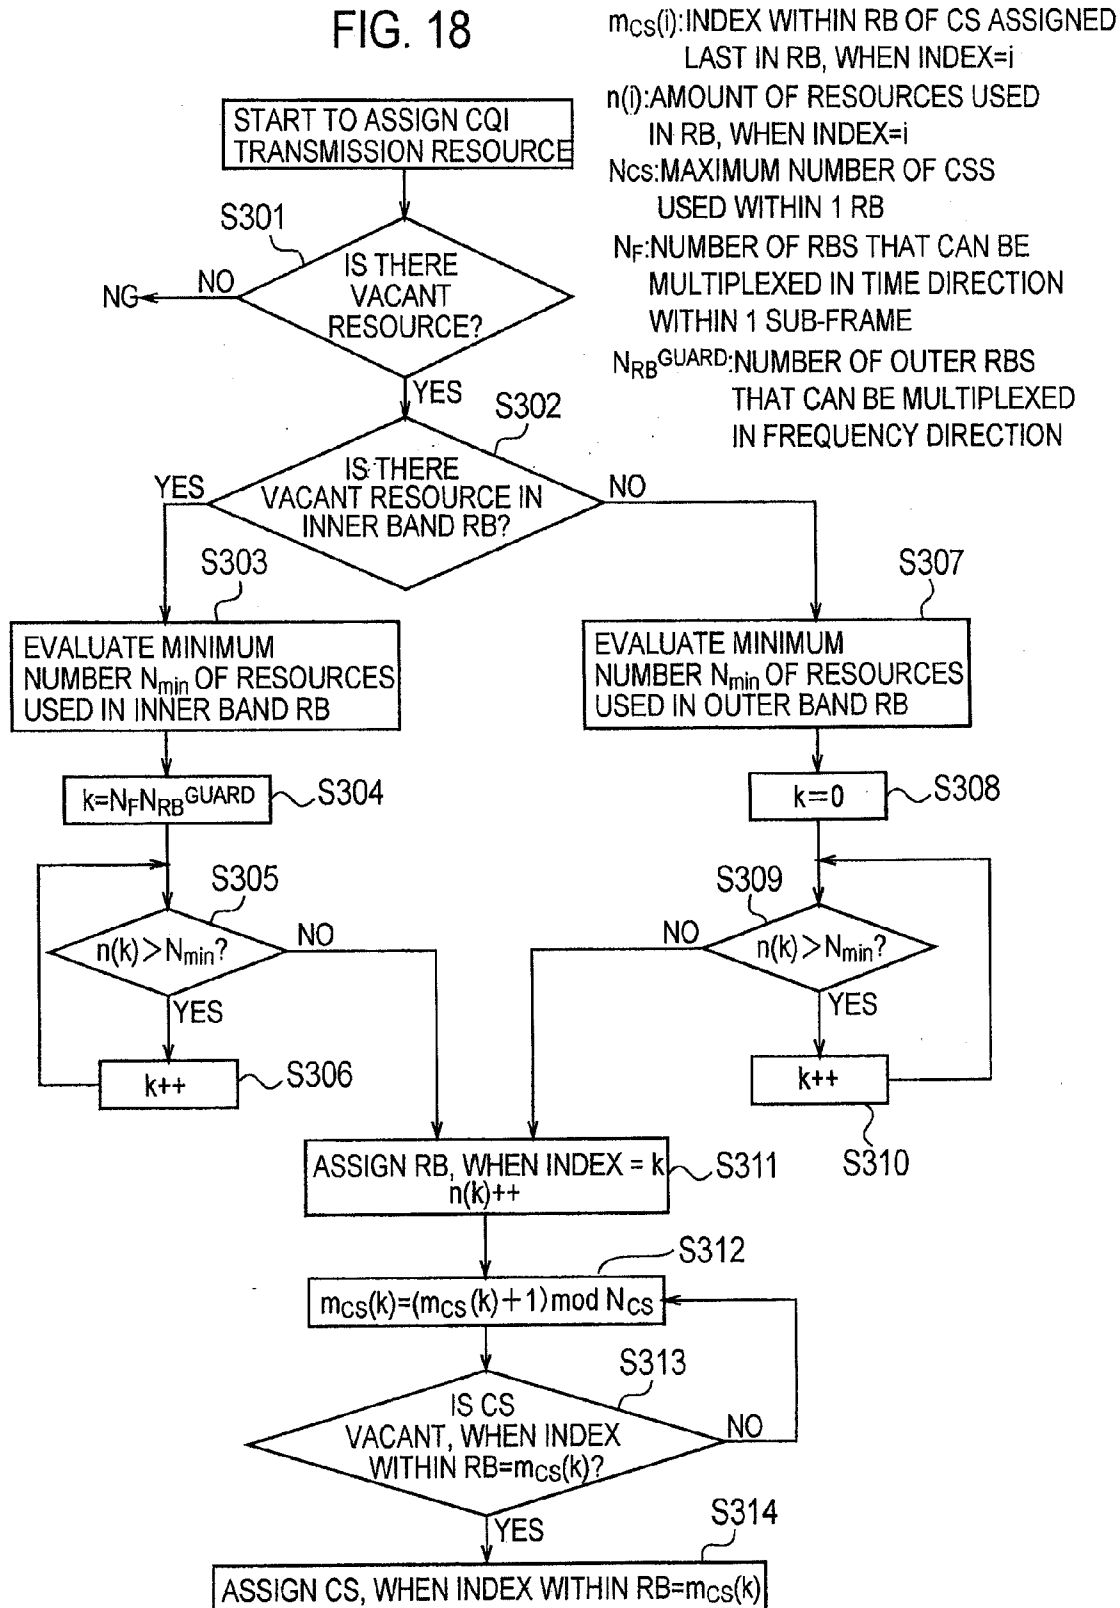 FIG. 18
mCS(i):INDEX WITHIN RB OF CS ASSIGNED
LAST IN RB, WHEN INDEX=i
n(i):AMOUNT OF RESOURCES USED
IN RB, WHEN INDEX=i
Ncs:MAXIMUM NUMBER OF CSS
USED WITHIN 1 RB
NF:NUMBER OF RBS THAT CAN BE
MULTIPLEXED IN TIME DIRECTION
WITHIN 1 SUB-FRAME
NRB^GUARD:NUMBER OF OUTER RBS
THAT CAN BE MULTIPLEXED
IN FREQUENCY DIRECTION
START TO ASSIGN CQI
TRANSMISSION RESOURCE
S301
IS THERE
VACANT
RESOURCE?
NO
NG
YES
S302
IS THERE
VACANT RESOURCE IN
INNER BAND RB?
YES
NO
S303
EVALUATE MINIMUM
NUMBER Nmin OF RESOURCES
USED IN INNER BAND RB
S307
EVALUATE MINIMUM
NUMBER Nmin OF RESOURCES
USED IN OUTER BAND RB
k=NFNRB^GUARD
S304
k=0
S308
S305
n(k)>Nmin?
NO
YES
S309
n(k)>Nmin?
NO
YES
k++
S306
k++
S310
ASSIGN RB, WHEN INDEX = k
n(k)++
S311
S312
mCS(k)=(mCS(k)+1)mod NCS
S313
IS CS
VACANT, WHEN INDEX
WITHIN RB=mCS(k)?
NO
YES
S314
ASSIGN CS, WHEN INDEX WITHIN RB=mCS(k)